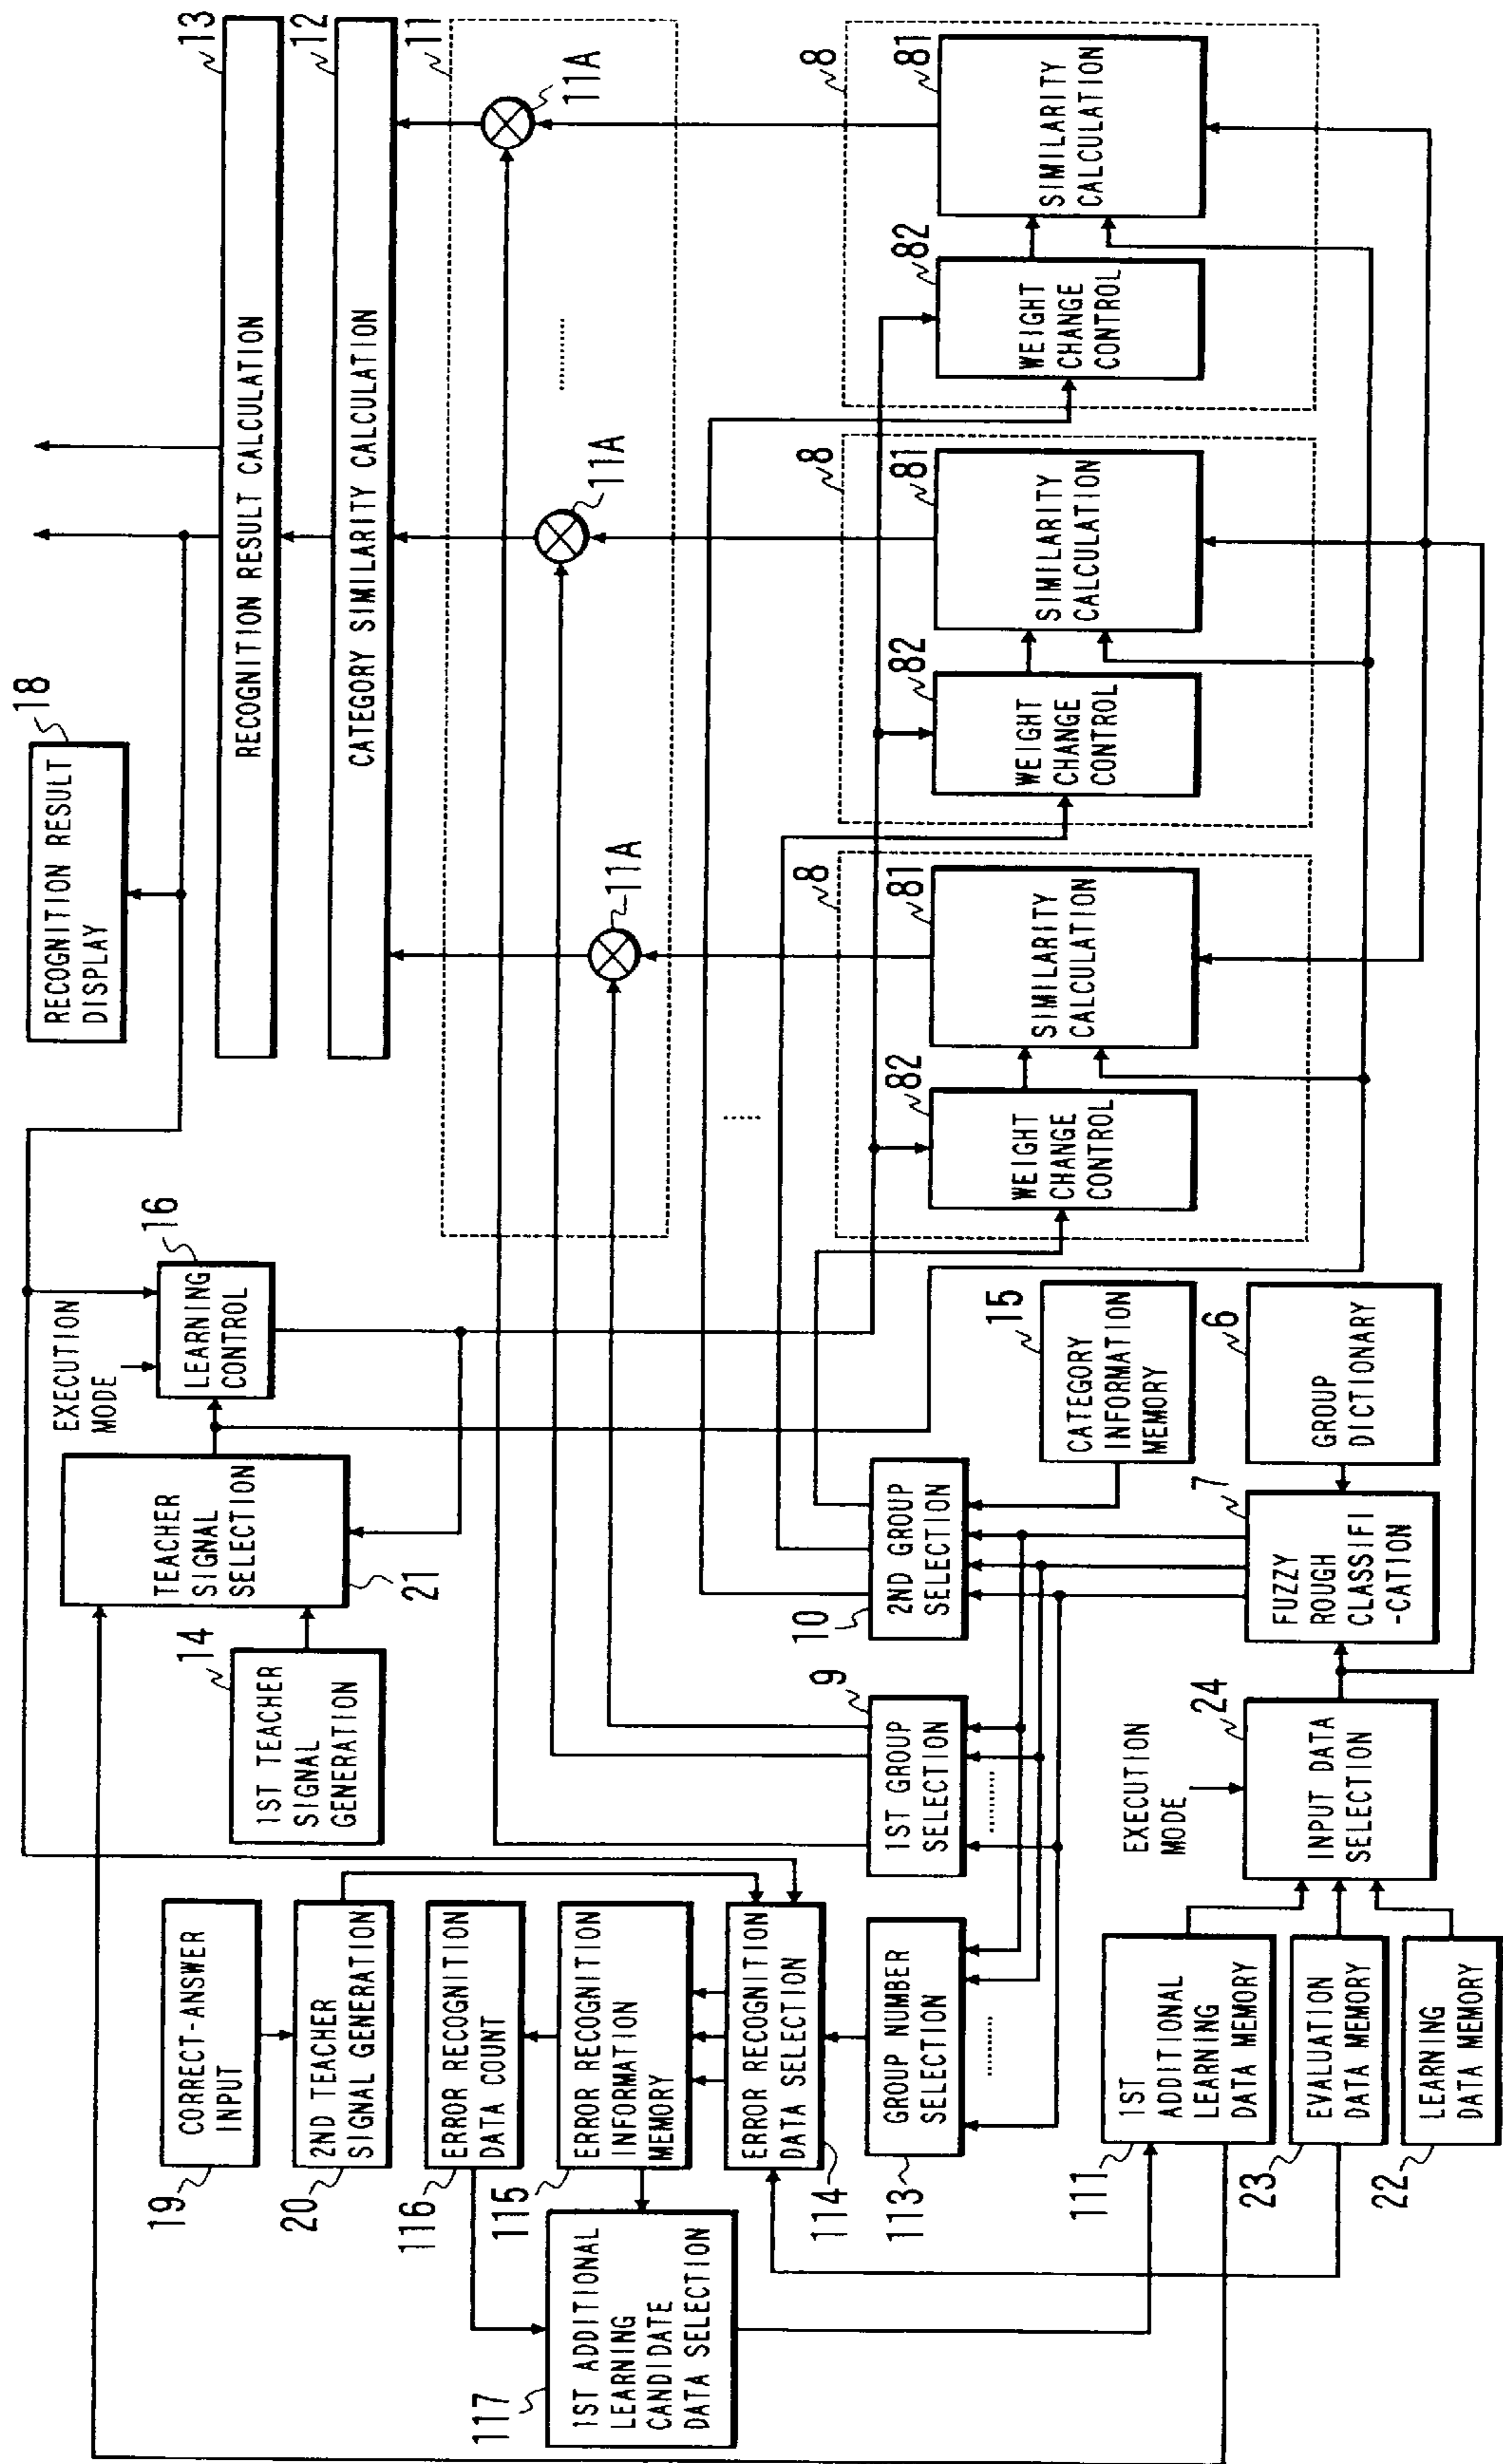 13
RECOGNITION RESULT CALCULATION
12
CATEGORY SIMILARITY CALCULATION
11
11A
11A
11A
18
RECOGNITION RESULT
DISPLAY
16
EXECUTION
MODE
LEARNING
CONTROL
TEACHER
SIGNAL
SELECTION
21
14
1ST TEACHER
SIGNAL
GENERATION
8
81
SIMILARITY
CALCULATION
82
WEIGHT
CHANGE
CONTROL
8
81
SIMILARITY
CALCULATION
82
WEIGHT
CHANGE
CONTROL
8
81
SIMILARITY
CALCULATION
82
WEIGHT
CHANGE
CONTROL
15
CATEGORY
INFORMATION
MEMORY
6
GROUP
DICTIONARY
10
2ND GROUP
SELECTION
7
FUZZY
ROUGH
CLASSIFI
-CATION
9
1ST GROUP
SELECTION
24
EXECUTION
MODE
INPUT DATA
SELECTION
19
CORRECT-ANSWER
INPUT
20
2ND TEACHER
SIGNAL GENERATION
116
ERROR RECOGNITION
DATA COUNT
115
ERROR RECOGNITION
INFORMATION
MEMORY
114
ERROR RECOGNITION
DATA SELECTION
113
GROUP NUMBER
SELECTION
117
1ST ADDITIONAL
LEARNING
CANDIDATE
DATA SELECTION
111
1ST
ADDITIONAL
LEARNING
DATA MEMORY
23
EVALUATION
DATA MEMORY
22
LEARNING
DATA MEMORY